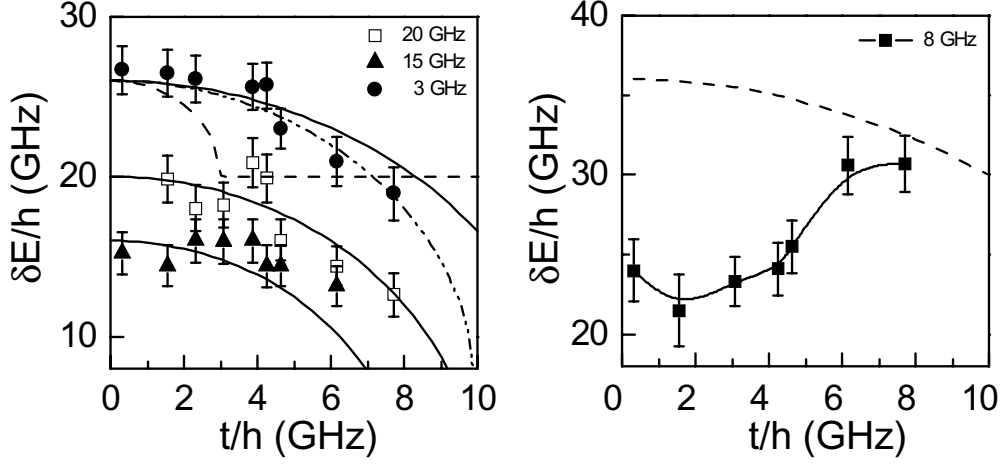 30
20
10
0 2 4 6 8 10
δE/h (GHz)
t/h (GHz)
20 GHz
15 GHz
3 GHz
40
30
20
0 2 4 6 8 10
δE/h (GHz)
t/h (GHz)
8 GHz